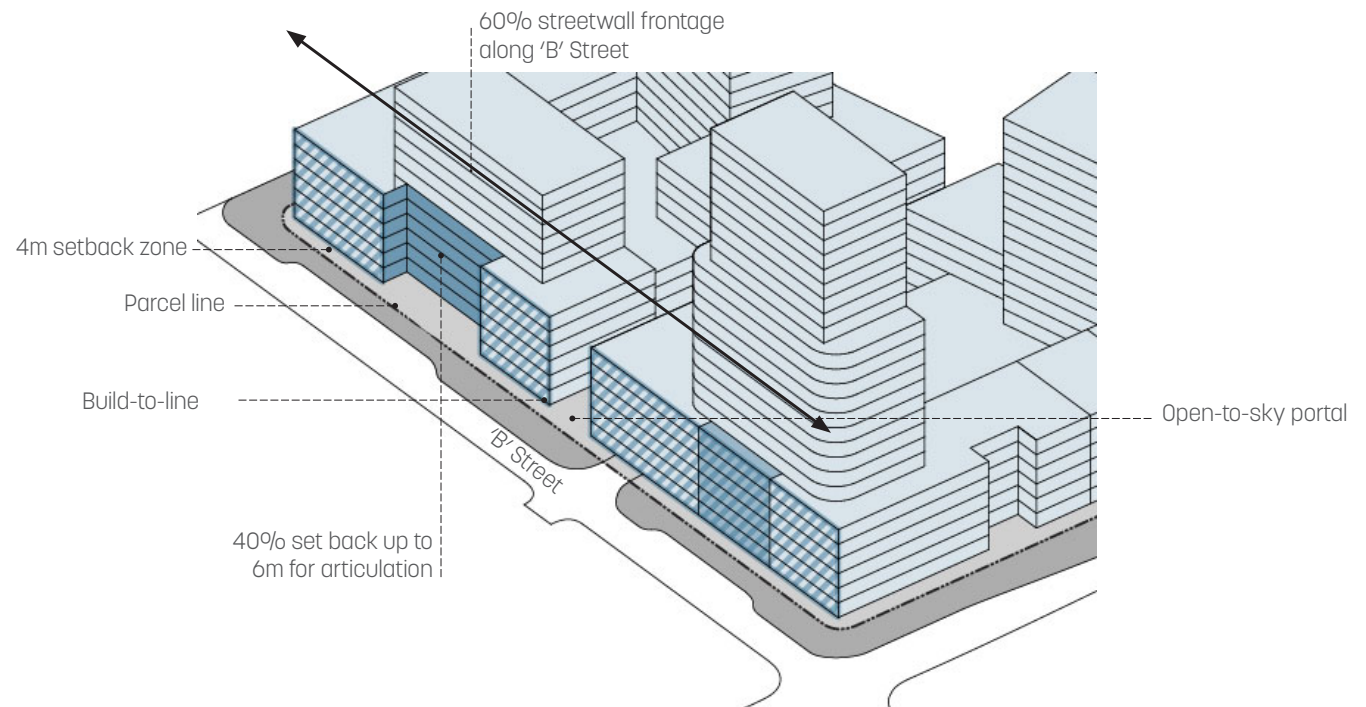 60% streetwall frontage
along ‘B’ Street
4m setback zone
Parcel line
Build-to-line
Open-to-sky portal
‘B’ Street
40% set back up to
6m for articulation